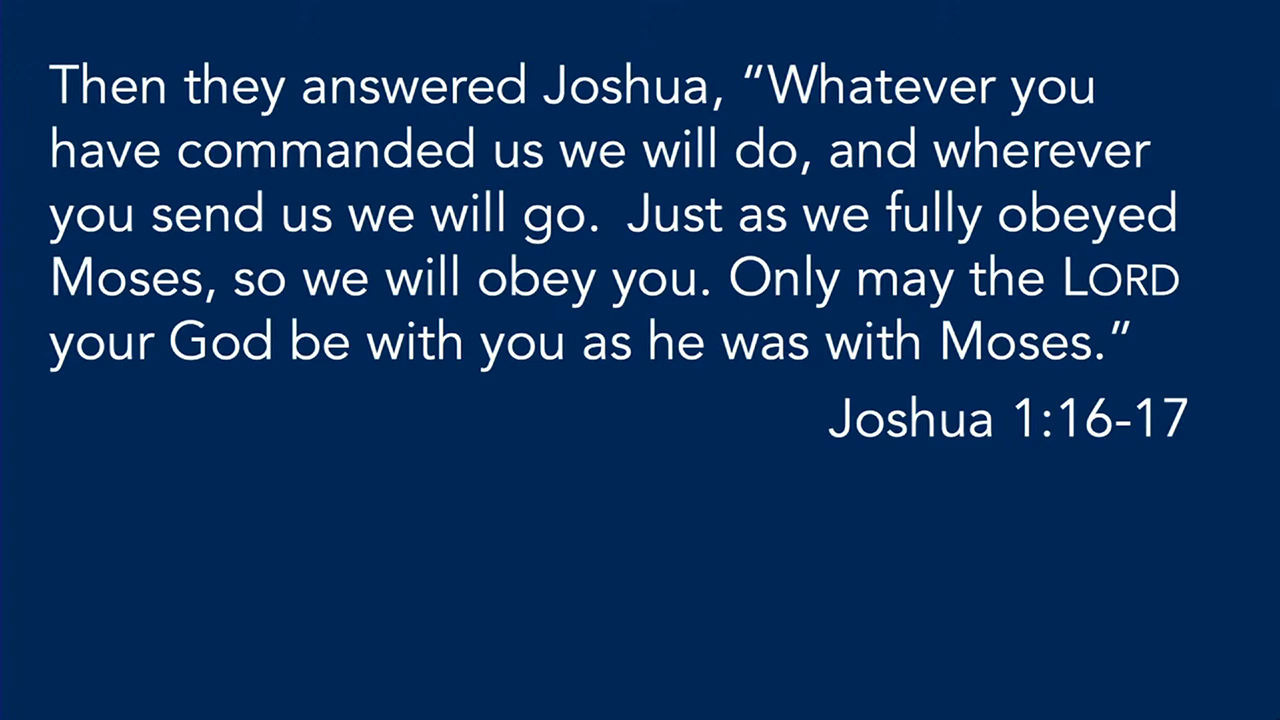 Then they answered Joshua, “Whatever you
have commanded us we will do, and wherever
you send us we will go.  Just as we fully obeyed
Moses, so we will obey you. Only may the LORD
your God be with you as he was with Moses.”
Joshua 1:16-17